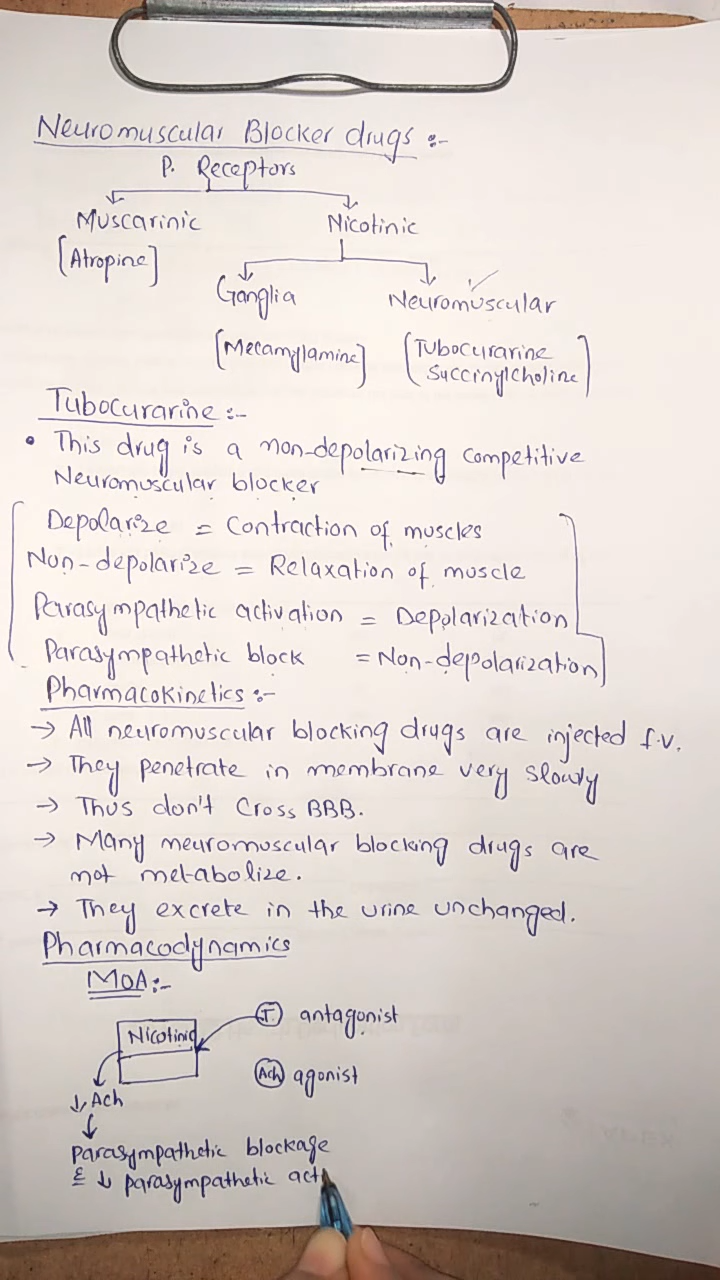 Neuromuscular Blocker drugs :-
P. Receptors
Muscarinic Nicotinic
[Atropine]
Ganglia Neuromuscular
[Mecamylamine] [Tubocurarine
Succinylcholine]
Tubocurarine :-
• This drug is a non-depolarizing competitive
Neuromuscular blocker
[Depolarize = Contraction of muscles
Non-depolarize = Relaxation of muscle
Parasympathetic activation = Depolarization
Parasympathetic block = Non-depolarization]
Pharmacokinetics :-
→ All neuromuscular blocking drugs are injected I.V.
→ They penetrate in membrane very slowly
→ Thus don't Cross BBB.
→ Many neuromuscular blocking drugs are
not metabolize.
→ They excrete in the urine unchanged.
Pharmacodynamics
MOA :-
Nicotinic T antagonist
Ach agonist
↓ Ach
↓
Parasympathetic blockage
& ↓ parasympathetic act